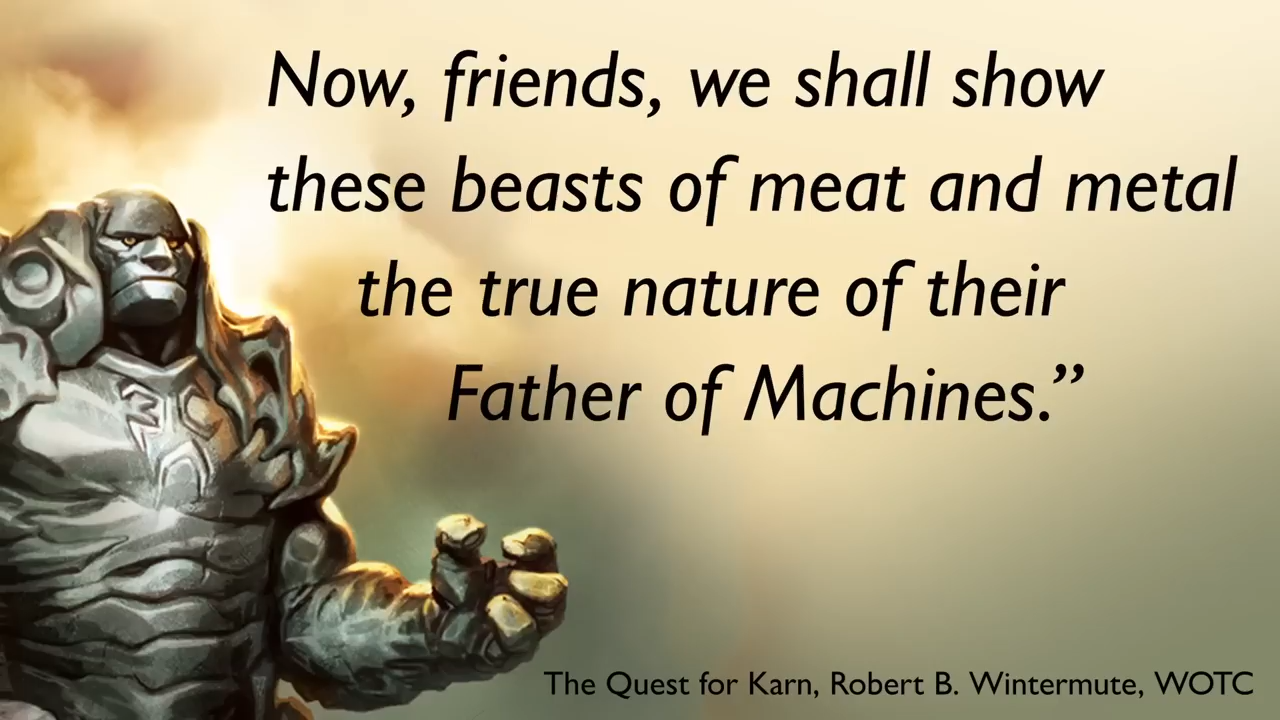 Now, friends, we shall show
these beasts of meat and metal
the true nature of their
Father of Machines.”
The Quest for Karn, Robert B. Wintermute, WOTC